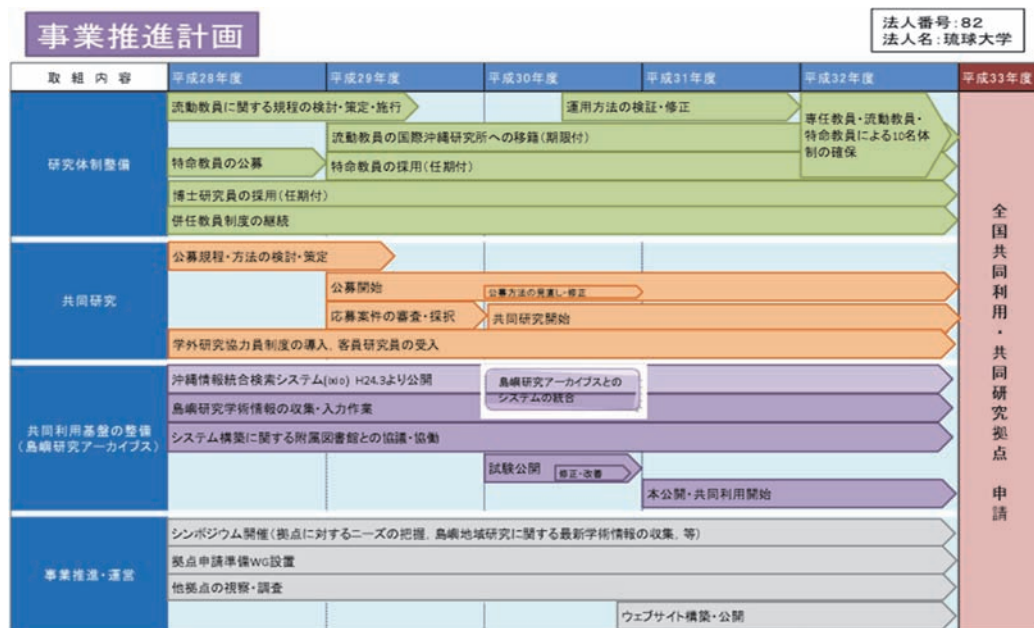 事業推進計画
法人番号：82
法人名：琉球大学
取組内容
平成28年度
平成29年度
平成30年度
平成31年度
平成32年度
平成33年度
研究体制整備
流動教員に関する規程の検討・策定・施行
運用方法の検証・修正
専任教員・流動教員・
特命教員による10名体
制の確保
流動教員の国際沖縄研究所への移籍（期限付）
特命教員の公募
特命教員の採用（任期付）
博士研究員の採用（任期付）
併任教員制度の継続
共同研究
公募規程・方法の検討・策定
公募開始
公募方法の見直し・修正
応募案件の審査・採択
共同研究開始
学外研究協力員制度の導入，客員研究員の受入
共同利用基盤の整備
（島嶼研究アーカイブス）
沖縄情報統合検索システム(ixio) H24.3より公開
島嶼研究アーカイブスとの
システムの統合
島嶼研究学術情報の収集・入力作業
システム構築に関する附属図書館との協議・協働
試験公開
修正・改善
本公開・共同利用開始
事業推進・運営
シンポジウム開催（拠点に対するニーズの把握，島嶼地域研究に関する最新学術情報の収集，等）
拠点申請準備WG設置
他拠点の視察・調査
ウェブサイト構築・公開
全国共同利用・共同研究拠点　申請